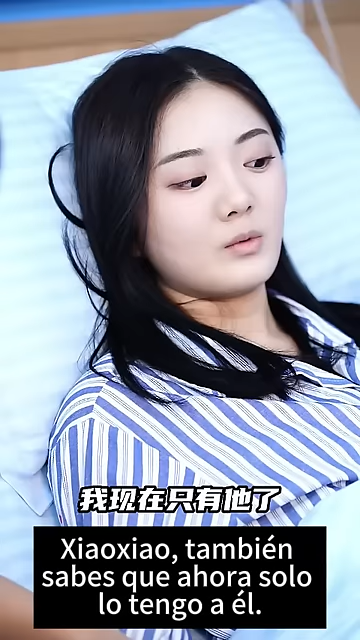 我现在只有他了
Xiaoxiao, también
sabes que ahora solo
lo tengo a él.